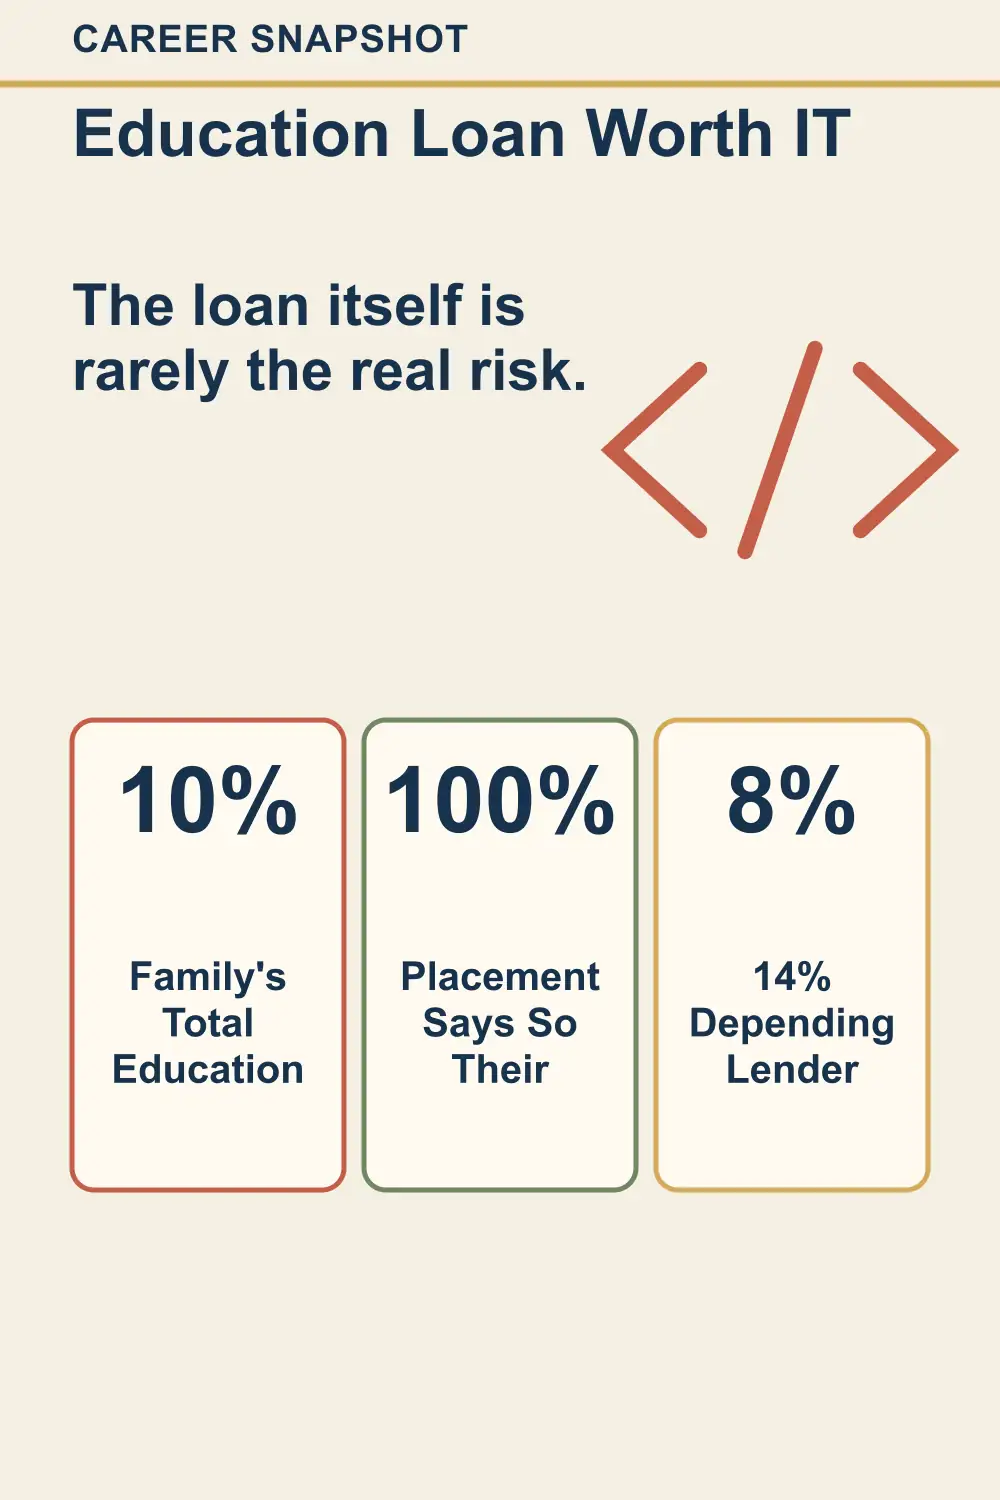 CAREER SNAPSHOT
Education Loan Worth IT
The loan itself is
rarely the real risk.
10%
Family's
Total
Education
100%
Placement
Says So
Their
8%
14%
Depending
Lender